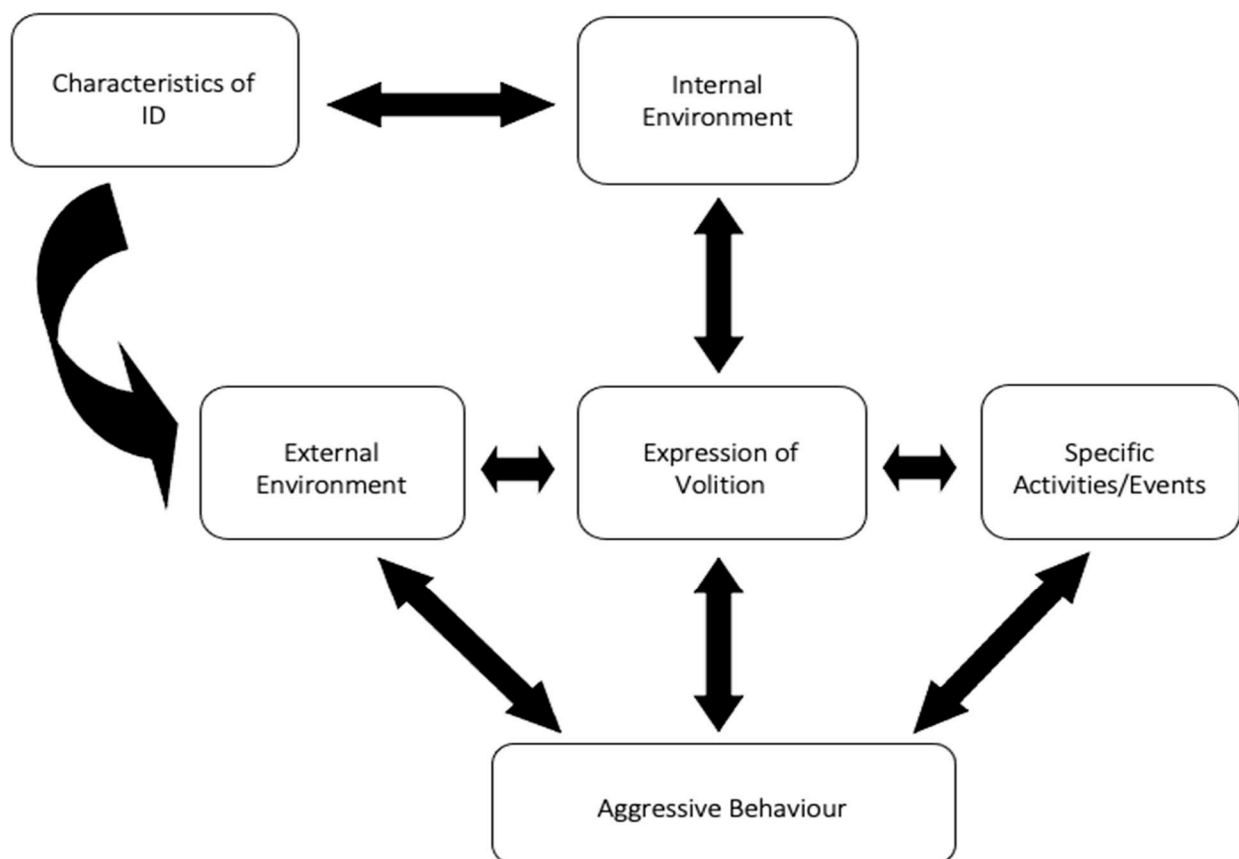 Characteristics of
ID
Internal
Environment
External
Environment
Expression of
Volition
Specific
Activities/Events
Aggressive Behaviour